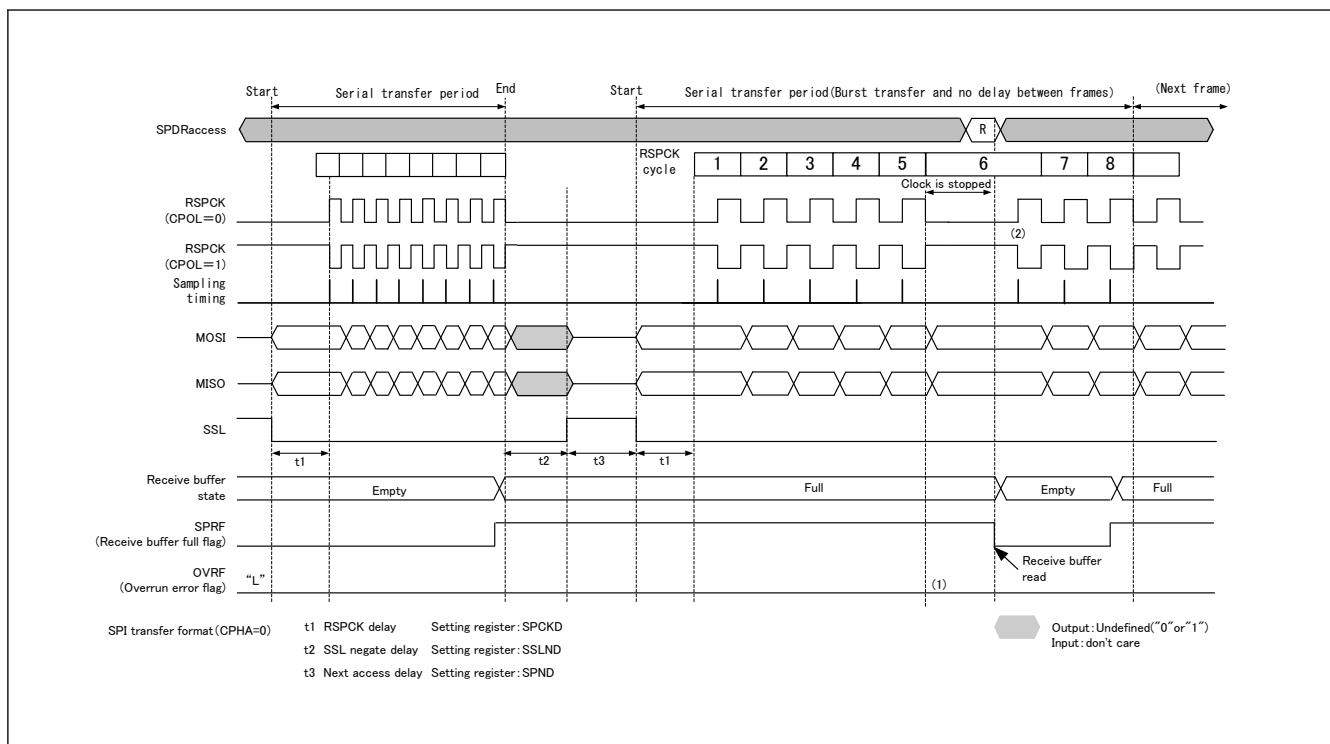 Start
Serial transfer period
End
Start
Serial transfer period(Burst transfer and no delay between frames)
(Next frame)
SPDRaccess
R
RSPCK
cycle
1 2 3 4 5 6 7 8
Clock is stopped
RSPCK
(CPOL=0)
(2)
RSPCK
(CPOL=1)
Sampling
timing
MOSI
MISO
SSL
t1 t2 t3 t1
Receive buffer
state
Empty Full Empty Full
SPRF
(Receive buffer full flag)
Receive buffer
read
OVRF
(Overrun error flag)
“L”
(1)
SPI transfer format(CPHA=0)
t1 RSPCK delay Setting register:SPCKD
t2 SSL negate delay Setting register:SSLND
t3 Next access delay Setting register:SPND
Output:Undefined("0"or"1")
Input:don't care